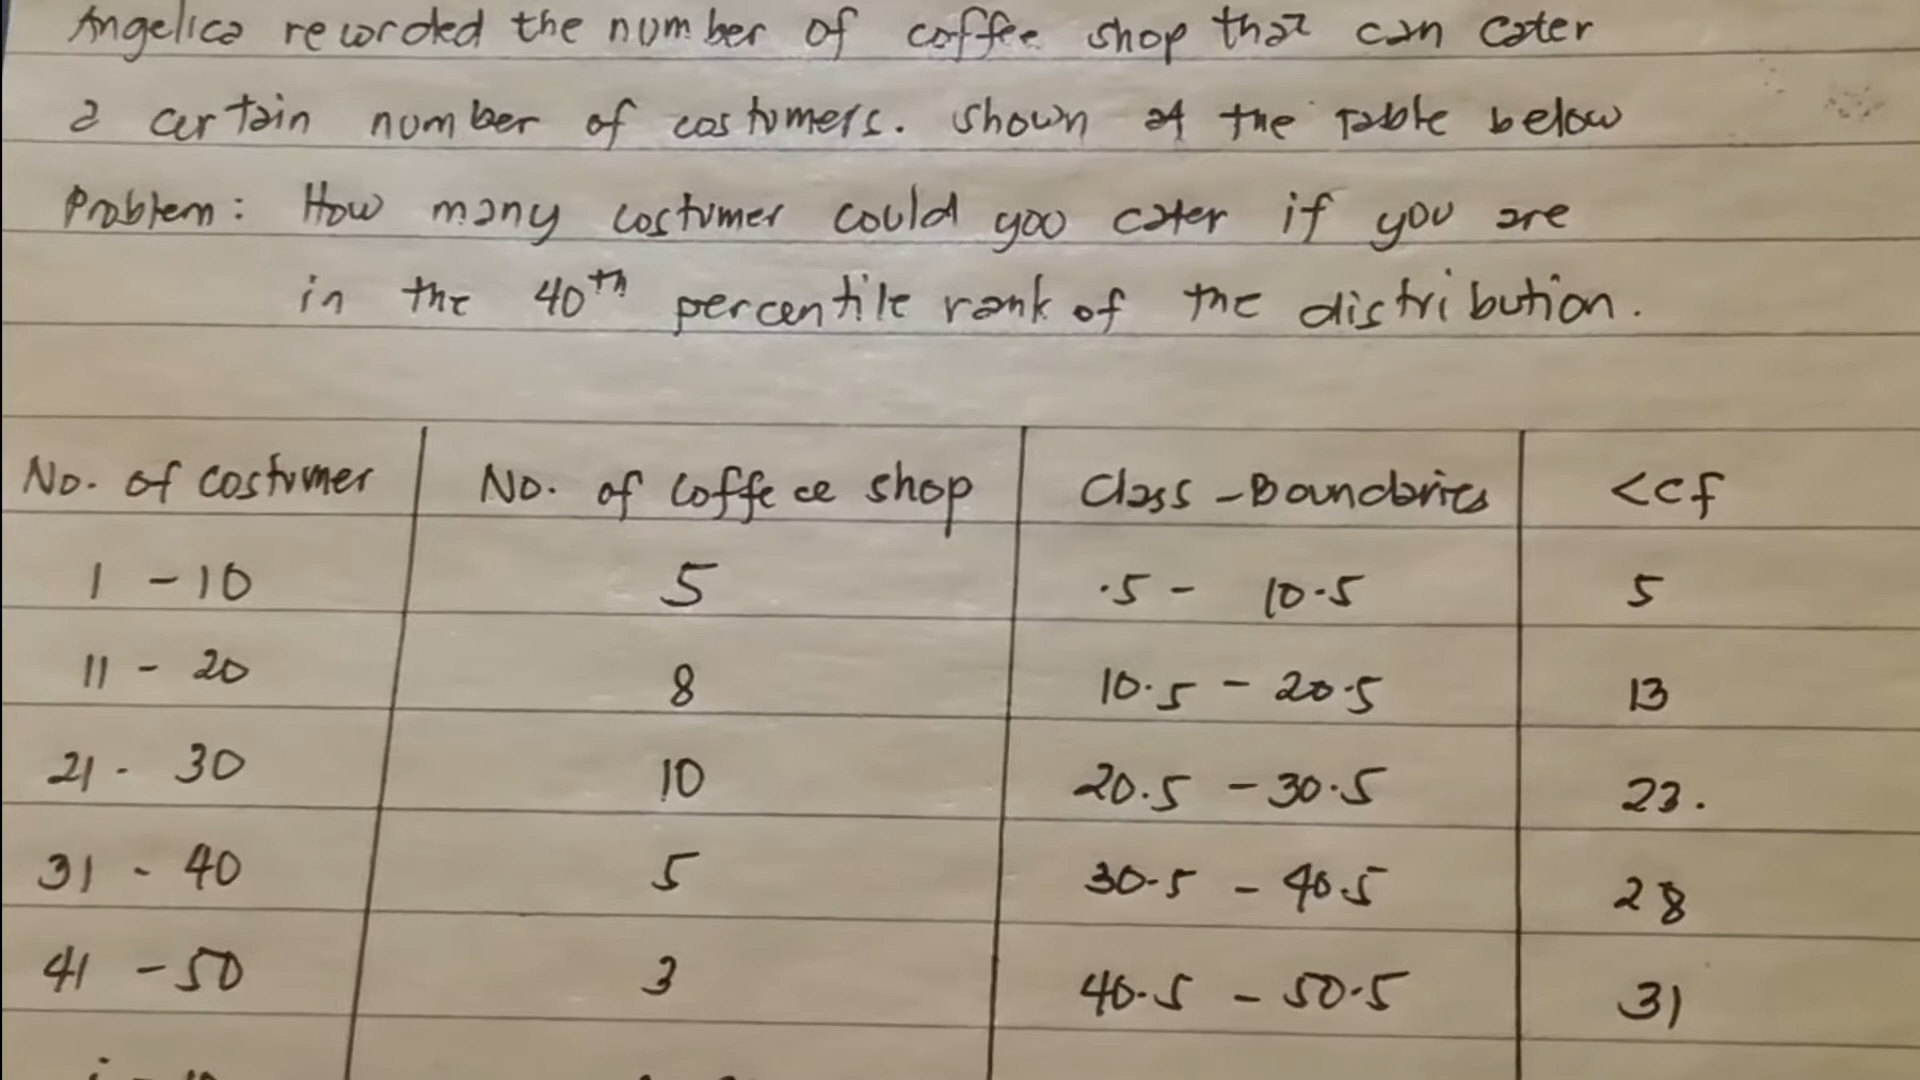 Angelica recorded the number of coffee shop that can cater
a certain number of costumers. Shown at the table below
Problem: How many costumer could you cater if you are
in the 40th percentile rank of the distribution.
No. of costumer No. of coffece shop Class-Boundaries <cf
1-10 5 .5- 10.5 5
11-20 8 10.5-20.5 13
21-30 10 20.5-30.5 23.
31-40 5 30.5-40.5 28
41-50 3 40.5-50.5 31